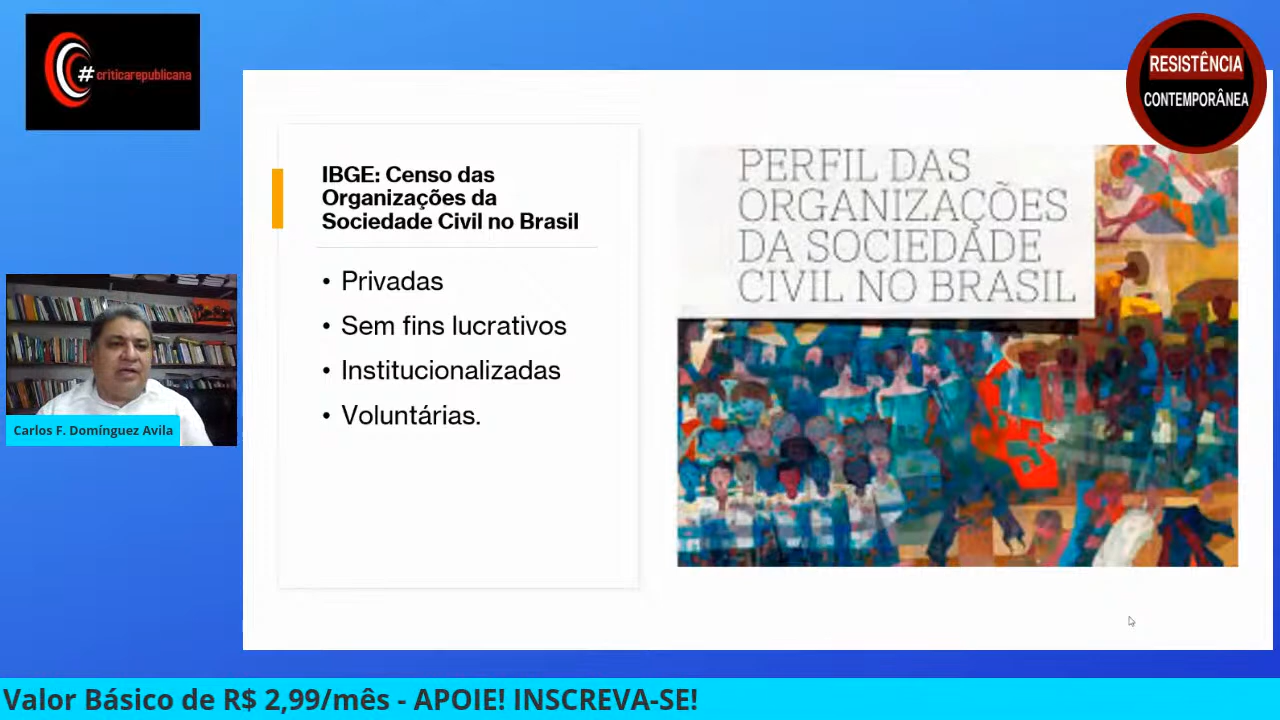 #criticarepublicana
RESISTÊNCIA
CONTEMPORÂNEA
IBGE: Censo das
Organizações da
Sociedade Civil no Brasil
• Privadas
• Sem fins lucrativos
• Institucionalizadas
• Voluntárias.
PERFIL DAS
ORGANIZAÇÕES
DA SOCIEDADE
CIVIL NO BRASIL
Carlos F. Domínguez Avila
Valor Básico de R$ 2,99/mês - APOIE! INSCREVA-SE!